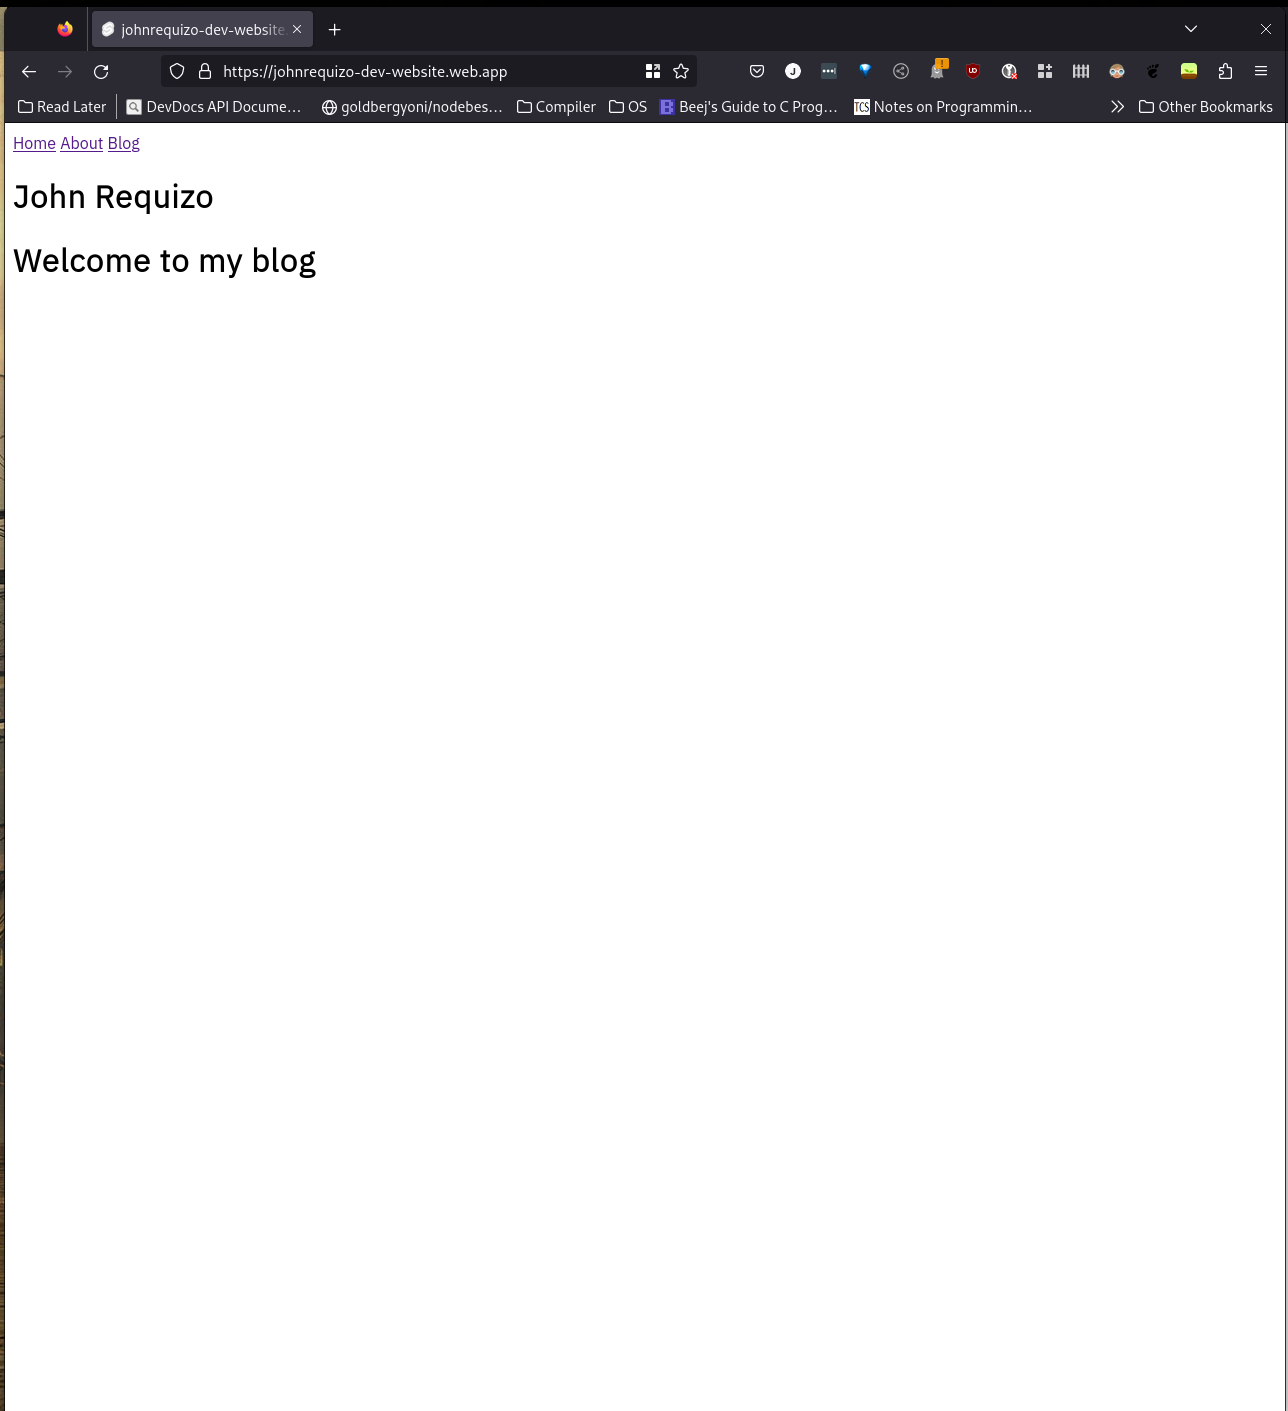 johnrequizo-dev-website.
https://johnrequizo-dev-website.web.app
Read Later DevDocs API Docume… goldbergyoni/nodebes… Compiler OS Beej's Guide to C Prog… TCS Notes on Programmin… Other Bookmarks
Home About Blog
John Requizo
Welcome to my blog